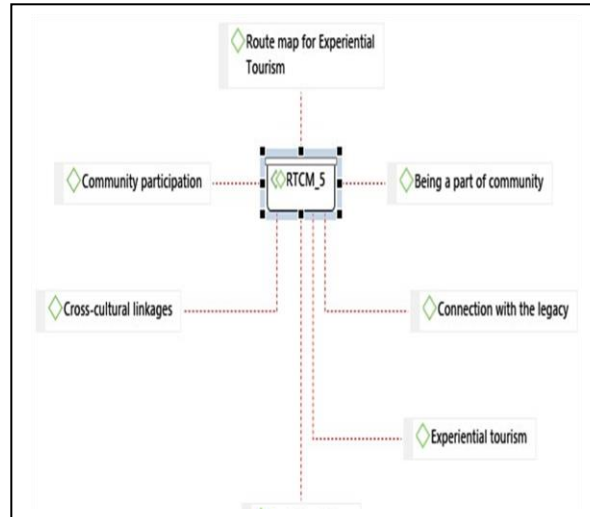 Route map for Experiential
Tourism
RTCM_5
Community participation
Being a part of community
Cross-cultural linkages
Connection with the legacy
Experiential tourism